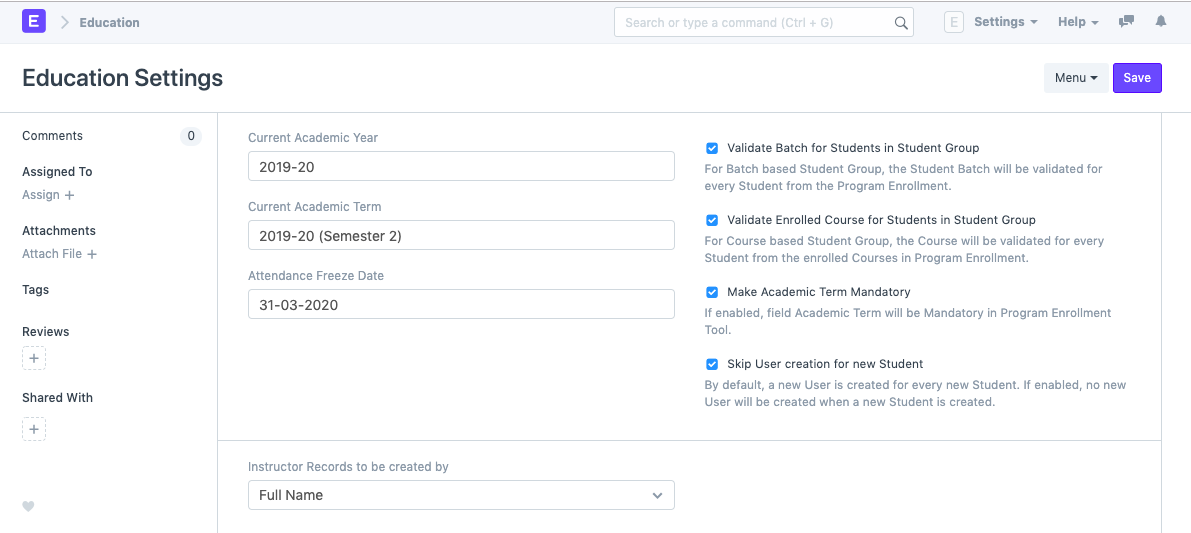 E Education Search or type a command (Ctrl + G) E Settings Help
Education Settings Menu Save
Comments 0
Assigned To
Assign +
Attachments
Attach File +
Tags
Reviews
+
Shared With
+
Current Academic Year
2019-20
Current Academic Term
2019-20 (Semester 2)
Attendance Freeze Date
31-03-2020
Validate Batch for Students in Student Group
For Batch based Student Group, the Student Batch will be validated for
every Student from the Program Enrollment.
Validate Enrolled Course for Students in Student Group
For Course based Student Group, the Course will be validated for every
Student from the enrolled Courses in Program Enrollment.
Make Academic Term Mandatory
If enabled, field Academic Term will be Mandatory in Program Enrollment
Tool.
Skip User creation for new Student
By default, a new User is created for every new Student. If enabled, no new
User will be created when a new Student is created.
Instructor Records to be created by
Full Name